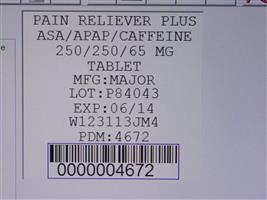 PAIN RELIEVER PLUS
ASA/APAP/CAFFEINE
250/250/65 MG
TABLET
MFG:MAJOR
LOT:P84043
EXP:06/14
W123113JM4
PDM:4672
0000004672